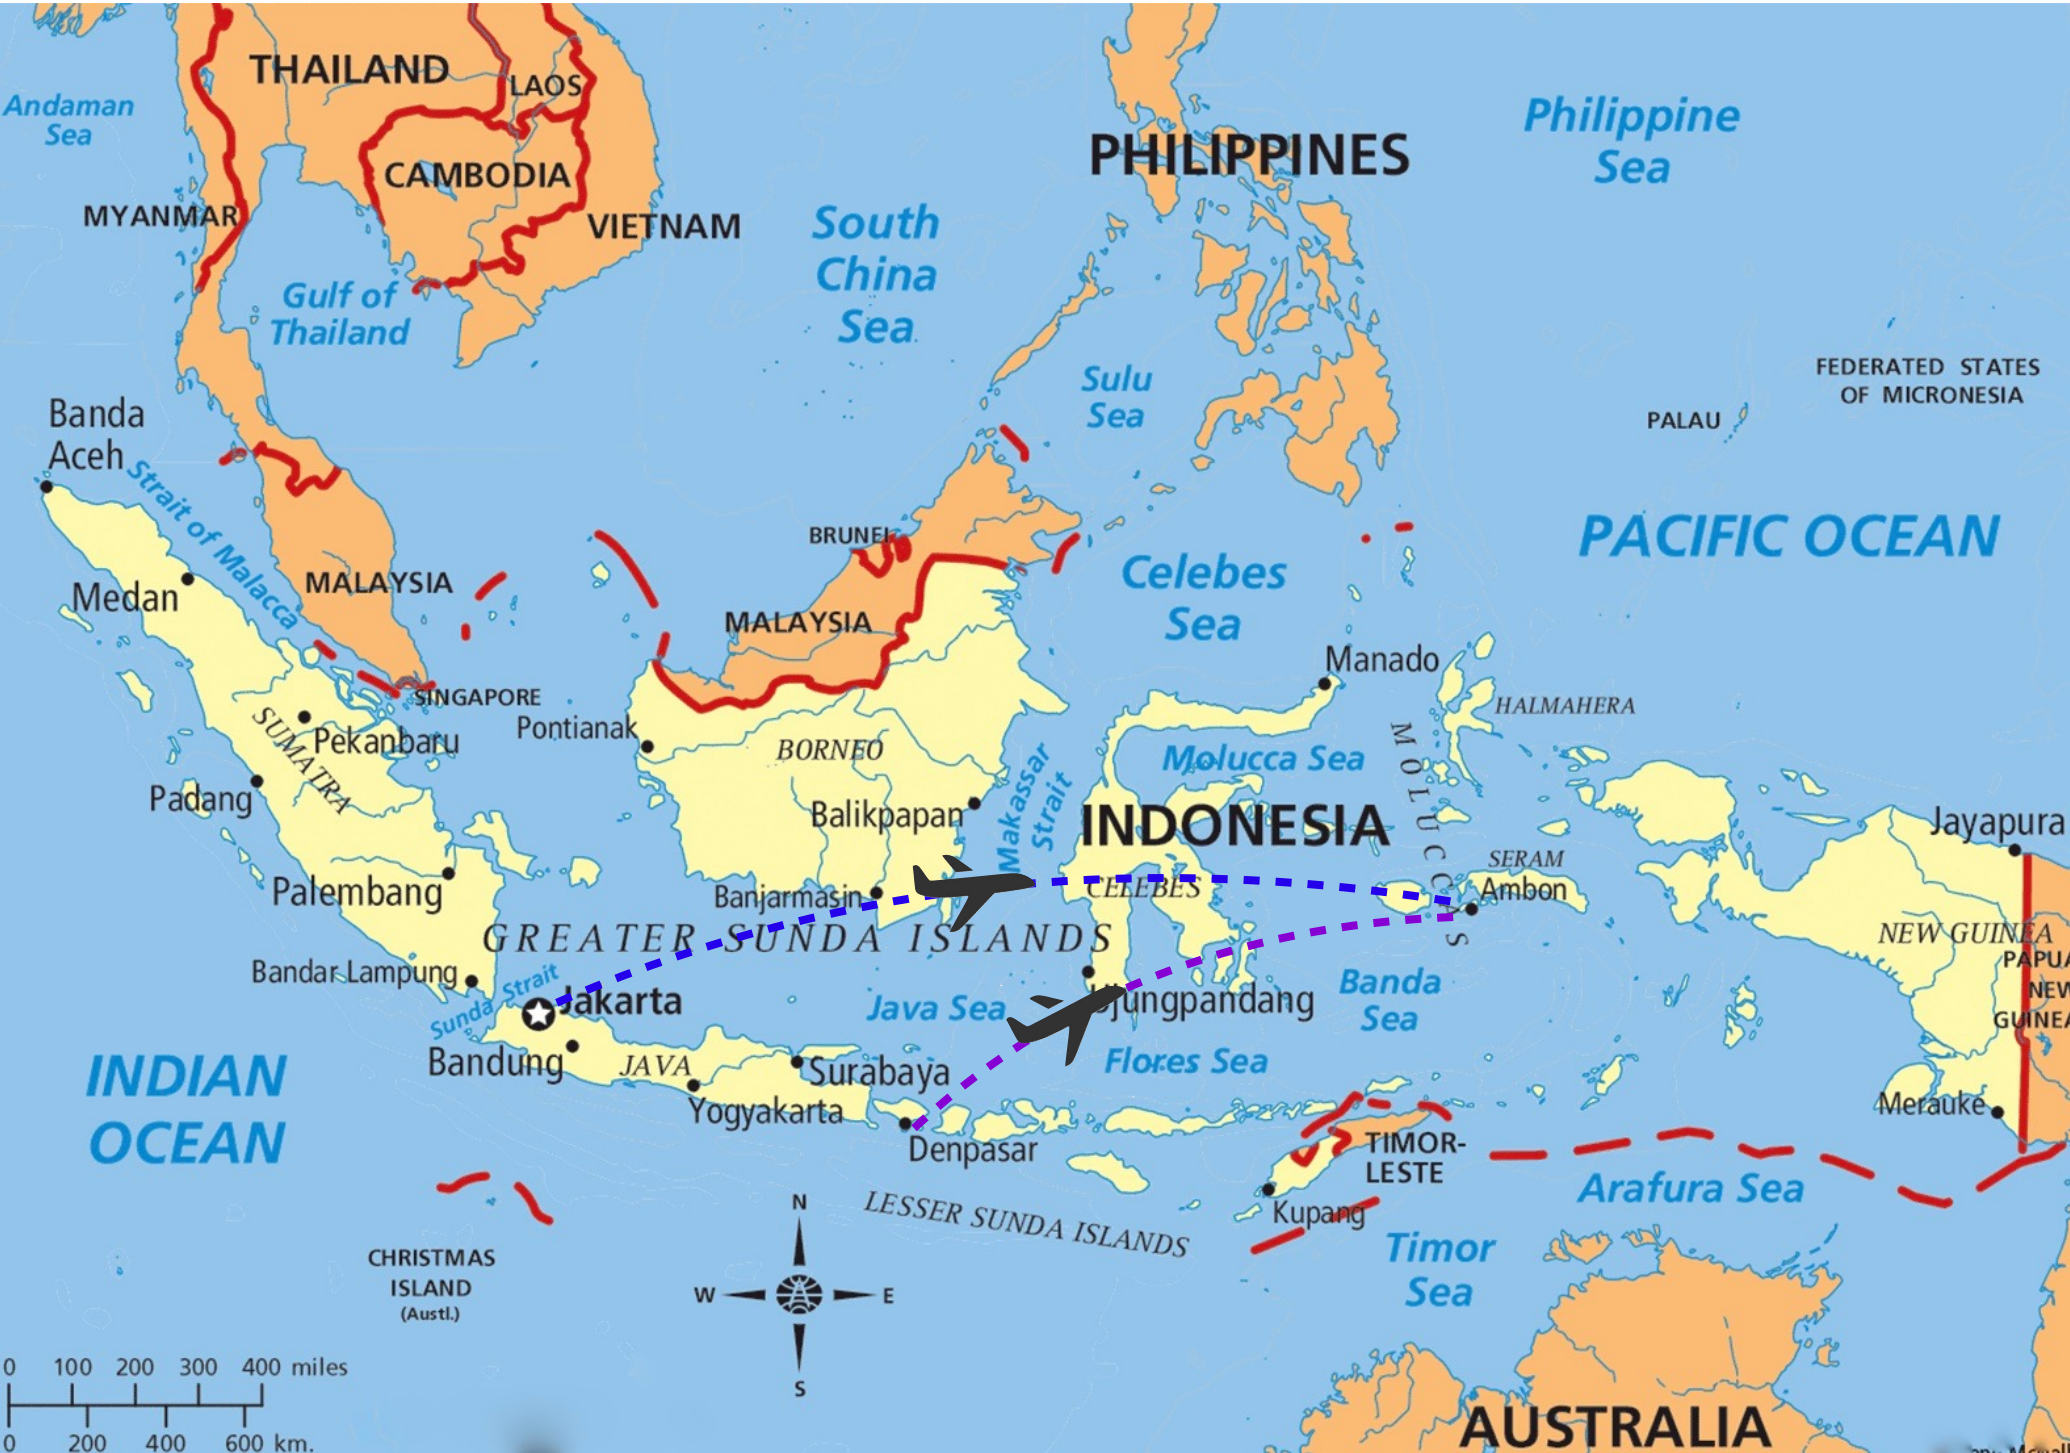 THAILAND
LAOS
Andaman
Sea
CAMBODIA
MYANMAR
VIETNAM
Gulf of
Thailand
South
China
Sea
PHILIPPINES
Philippine
Sea
Sulu
Sea
FEDERATED STATES
OF MICRONESIA
PALAU
Banda
Aceh
Strait of Malacca
Medan
MALAYSIA
BRUNEI
MALAYSIA
Celebes
Sea
PACIFIC OCEAN
SINGAPORE
Pontianak
SUMATRA
Pekanbaru
Padang
BORNEO
Balikpapan
Makassar
Strait
Manado
HALMAHERA
Molucca Sea
MOLUCCAS
INDONESIA
Jayapura
SERAM
Ambon
Palembang
Banjarmasin
CELEBES
GREATER SUNDA ISLANDS
NEW GUINEA
PAPUA
NEW
GUINEA
Bandar Lampung
Sunda Strait
Jakarta
Java Sea
Ujungpandang
Banda
Sea
Bandung
JAVA
Surabaya
Flores Sea
INDIAN
OCEAN
Yogyakarta
Denpasar
TIMOR-
LESTE
Merauke
Arafura Sea
LESSER SUNDA ISLANDS
Kupang
Timor
Sea
CHRISTMAS
ISLAND
(Austl.)
N
W
E
S
0 100 200 300 400 miles
0 200 400 600 km.
AUSTRALIA